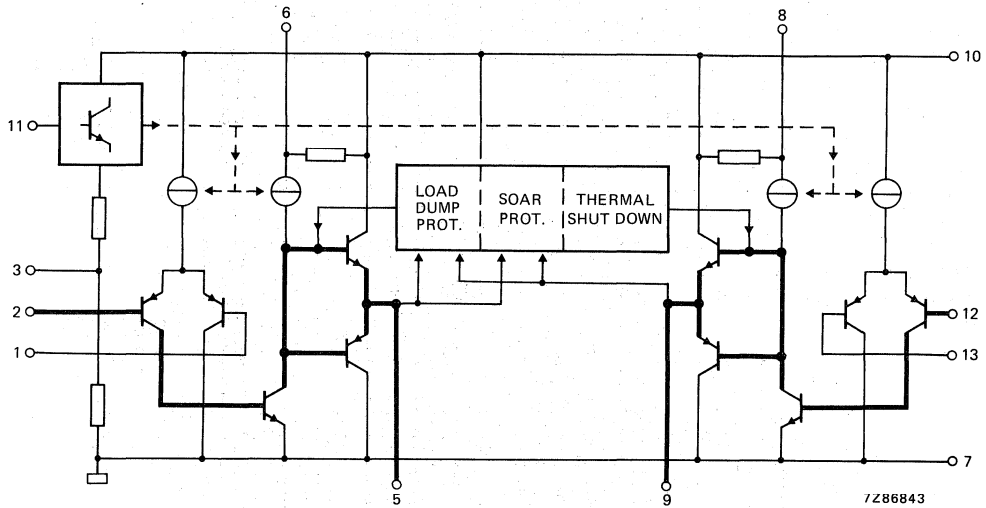 6
8
10
11
LOAD
DUMP
PROT.
SOAR
PROT.
THERMAL
SHUT DOWN
3
2
1
12
13
7
5
9
7Z86843